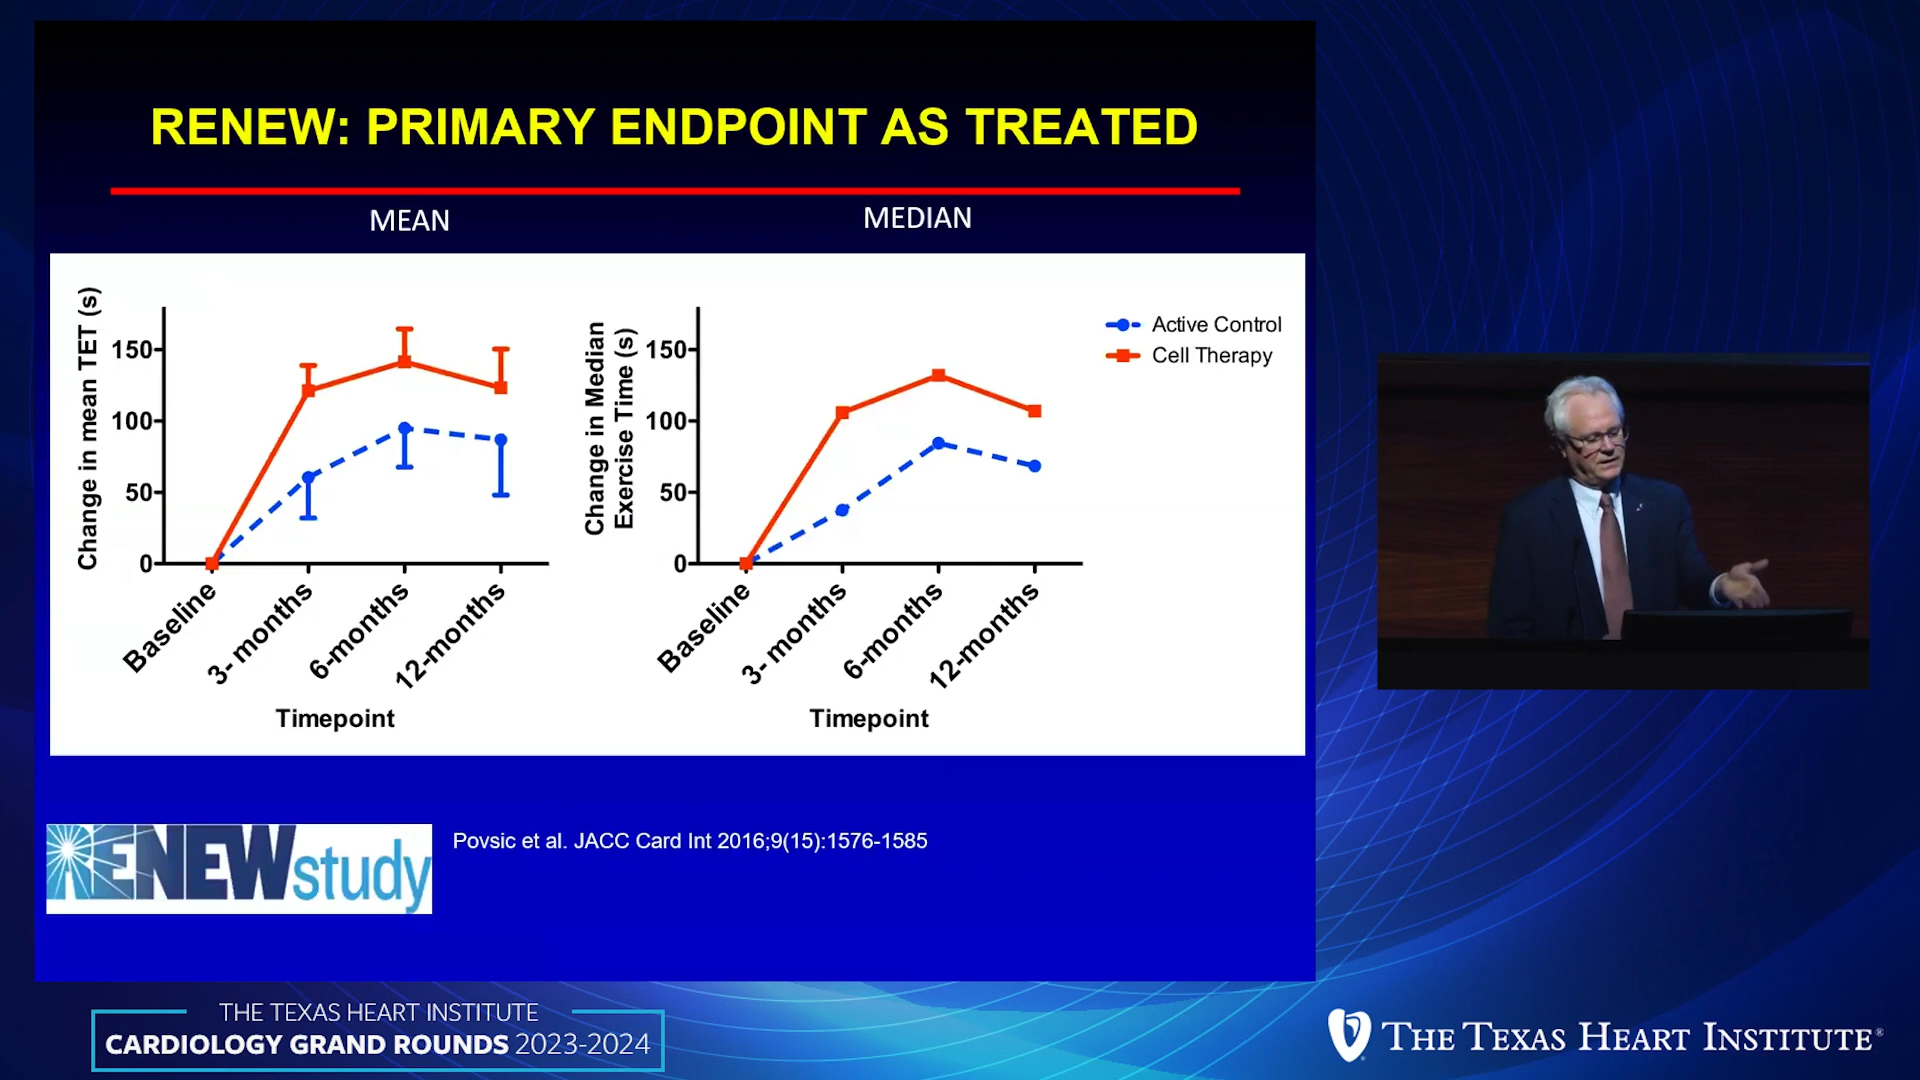 RENEW: PRIMARY ENDPOINT AS TREATED
MEAN
MEDIAN
Change in mean TET (s)
150
100
50
0
Baseline
3- months
6-months
12-months
Timepoint
Change in Median
Exercise Time (s)
150
100
50
0
Baseline
3- months
6-months
12-months
Timepoint
Active Control
Cell Therapy
RENEW study
Povsic et al. JACC Card Int 2016;9(15):1576-1585
THE TEXAS HEART INSTITUTE
CARDIOLOGY GRAND ROUNDS 2023-2024
THE TEXAS HEART INSTITUTE®